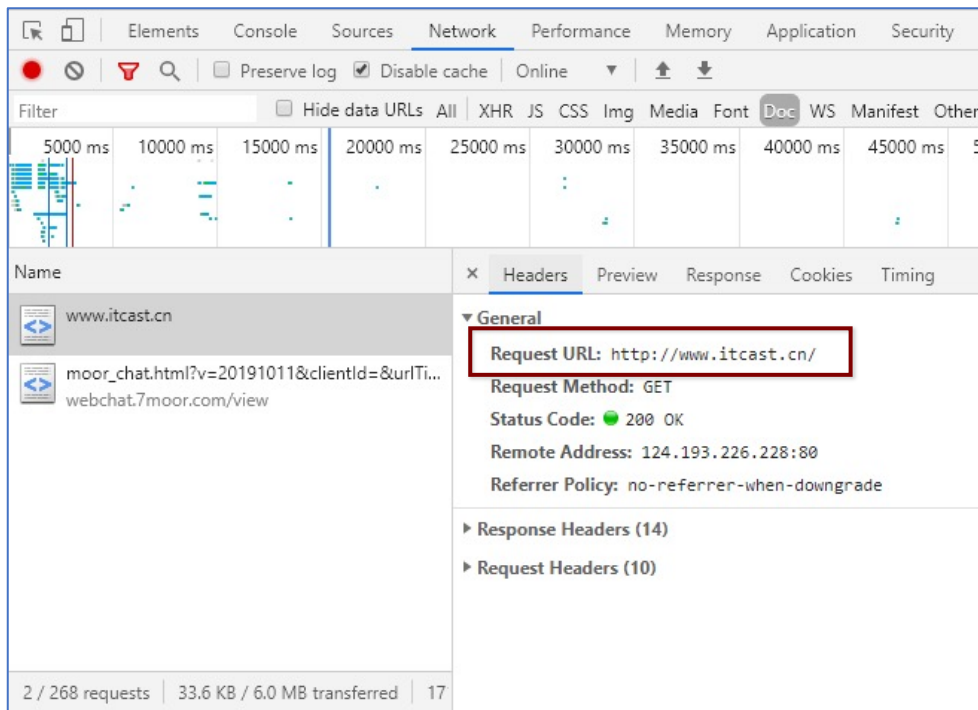 Elements Console Sources Network Performance Memory Application Security
Preserve log Disable cache Online
Filter Hide data URLs All XHR JS CSS Img Media Font Doc WS Manifest Other
5000 ms 10000 ms 15000 ms 20000 ms 25000 ms 30000 ms 35000 ms 40000 ms 45000 ms 5
Name
www.itcast.cn
moor_chat.html?v=20191011&clientId=&urlTi...
webchat.7moor.com/view
2 / 268 requests 33.6 KB / 6.0 MB transferred 17
× Headers Preview Response Cookies Timing
General
Request URL: http://www.itcast.cn/
Request Method: GET
Status Code: 200 OK
Remote Address: 124.193.226.228:80
Referrer Policy: no-referrer-when-downgrade
Response Headers (14)
Request Headers (10)